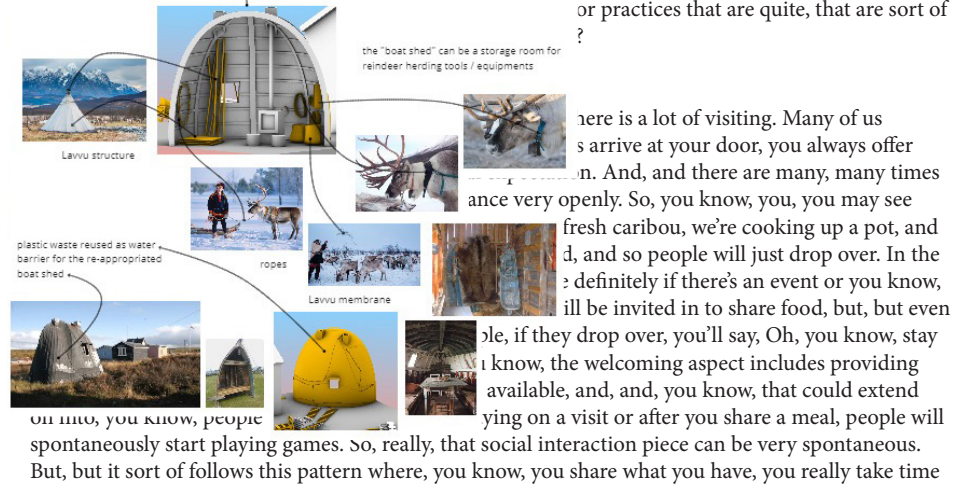 or practices that are quite, that are sort of
?
the "boat shed" can be a storage room for
reindeer herding tools / equipments
here is a lot of visiting. Many of us
s arrive at your door, you always offer
Lavvu structure
on. And, and there are many, many times
ance very openly. So, you know, you, you may see
fresh caribou, we're cooking up a pot, and
plastic waste reused as water
barrier for the re-appropriated
boat shed
d, and so people will just drop over. In the
ropes
e definitely if there's an event or you know,
Lavvu membrane
ill be invited in to share food, but, but even
ple, if they drop over, you'll say, Oh, you know, stay
know, the welcoming aspect includes providing
available, and, and, you know, that could extend
on into, you know, people
ying on a visit or after you share a meal, people will
spontaneously start playing games. So, really, that social interaction piece can be very spontaneous.
But, but it sort of follows this pattern where, you know, you share what you have, you really take time